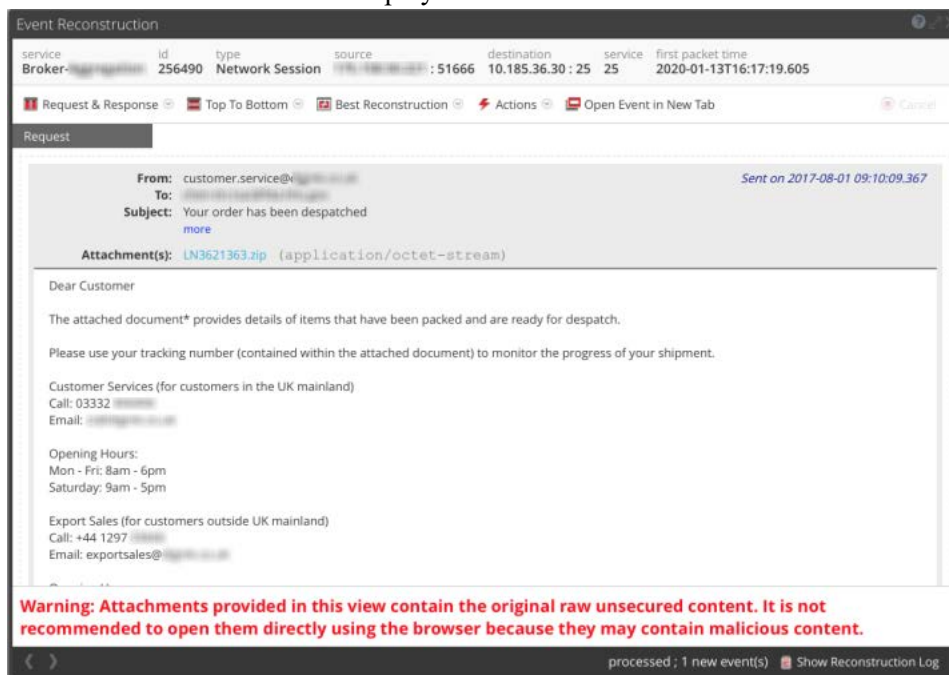 Event Reconstruction
service id type source destination service first packet time
Broker- 256490 Network Session : 51666 10.185.36.30 : 25 25 2020-01-13T16:17:19.605
Request & Response Top To Bottom Best Reconstruction Actions Open Event in New Tab Cancel
Request
From: customer.service@ Sent on 2017-08-01 09:10:09.367
To:
Subject: Your order has been despatched
more
Attachment(s): LN3621363.zip (application/octet-stream)
Dear Customer
The attached document* provides details of items that have been packed and are ready for despatch.
Please use your tracking number (contained within the attached document) to monitor the progress of your shipment.
Customer Services (for customers in the UK mainland)
Call: 03332
Email:
Opening Hours:
Mon - Fri: 8am - 6pm
Saturday: 9am - 5pm
Export Sales (for customers outside UK mainland)
Call: +44 1297
Email: exportsales@
Warning: Attachments provided in this view contain the original raw unsecured content. It is not
recommended to open them directly using the browser because they may contain malicious content.
processed ; 1 new event(s) Show Reconstruction Log